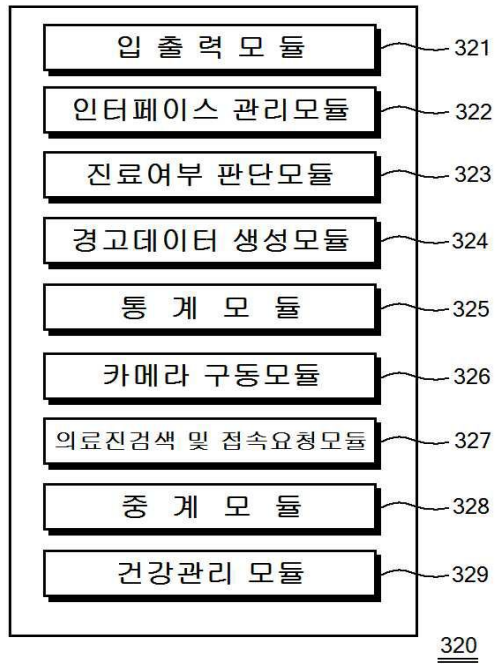 입 출 력 모 듈 321
인터페이스 관리모듈 322
진료여부 판단모듈 323
경고데이터 생성모듈 324
통 계 모 듈 325
카메라 구동모듈 326
의료진검색 및 접속요청모듈 327
중 계 모 듈 328
건강관리 모듈 329
320